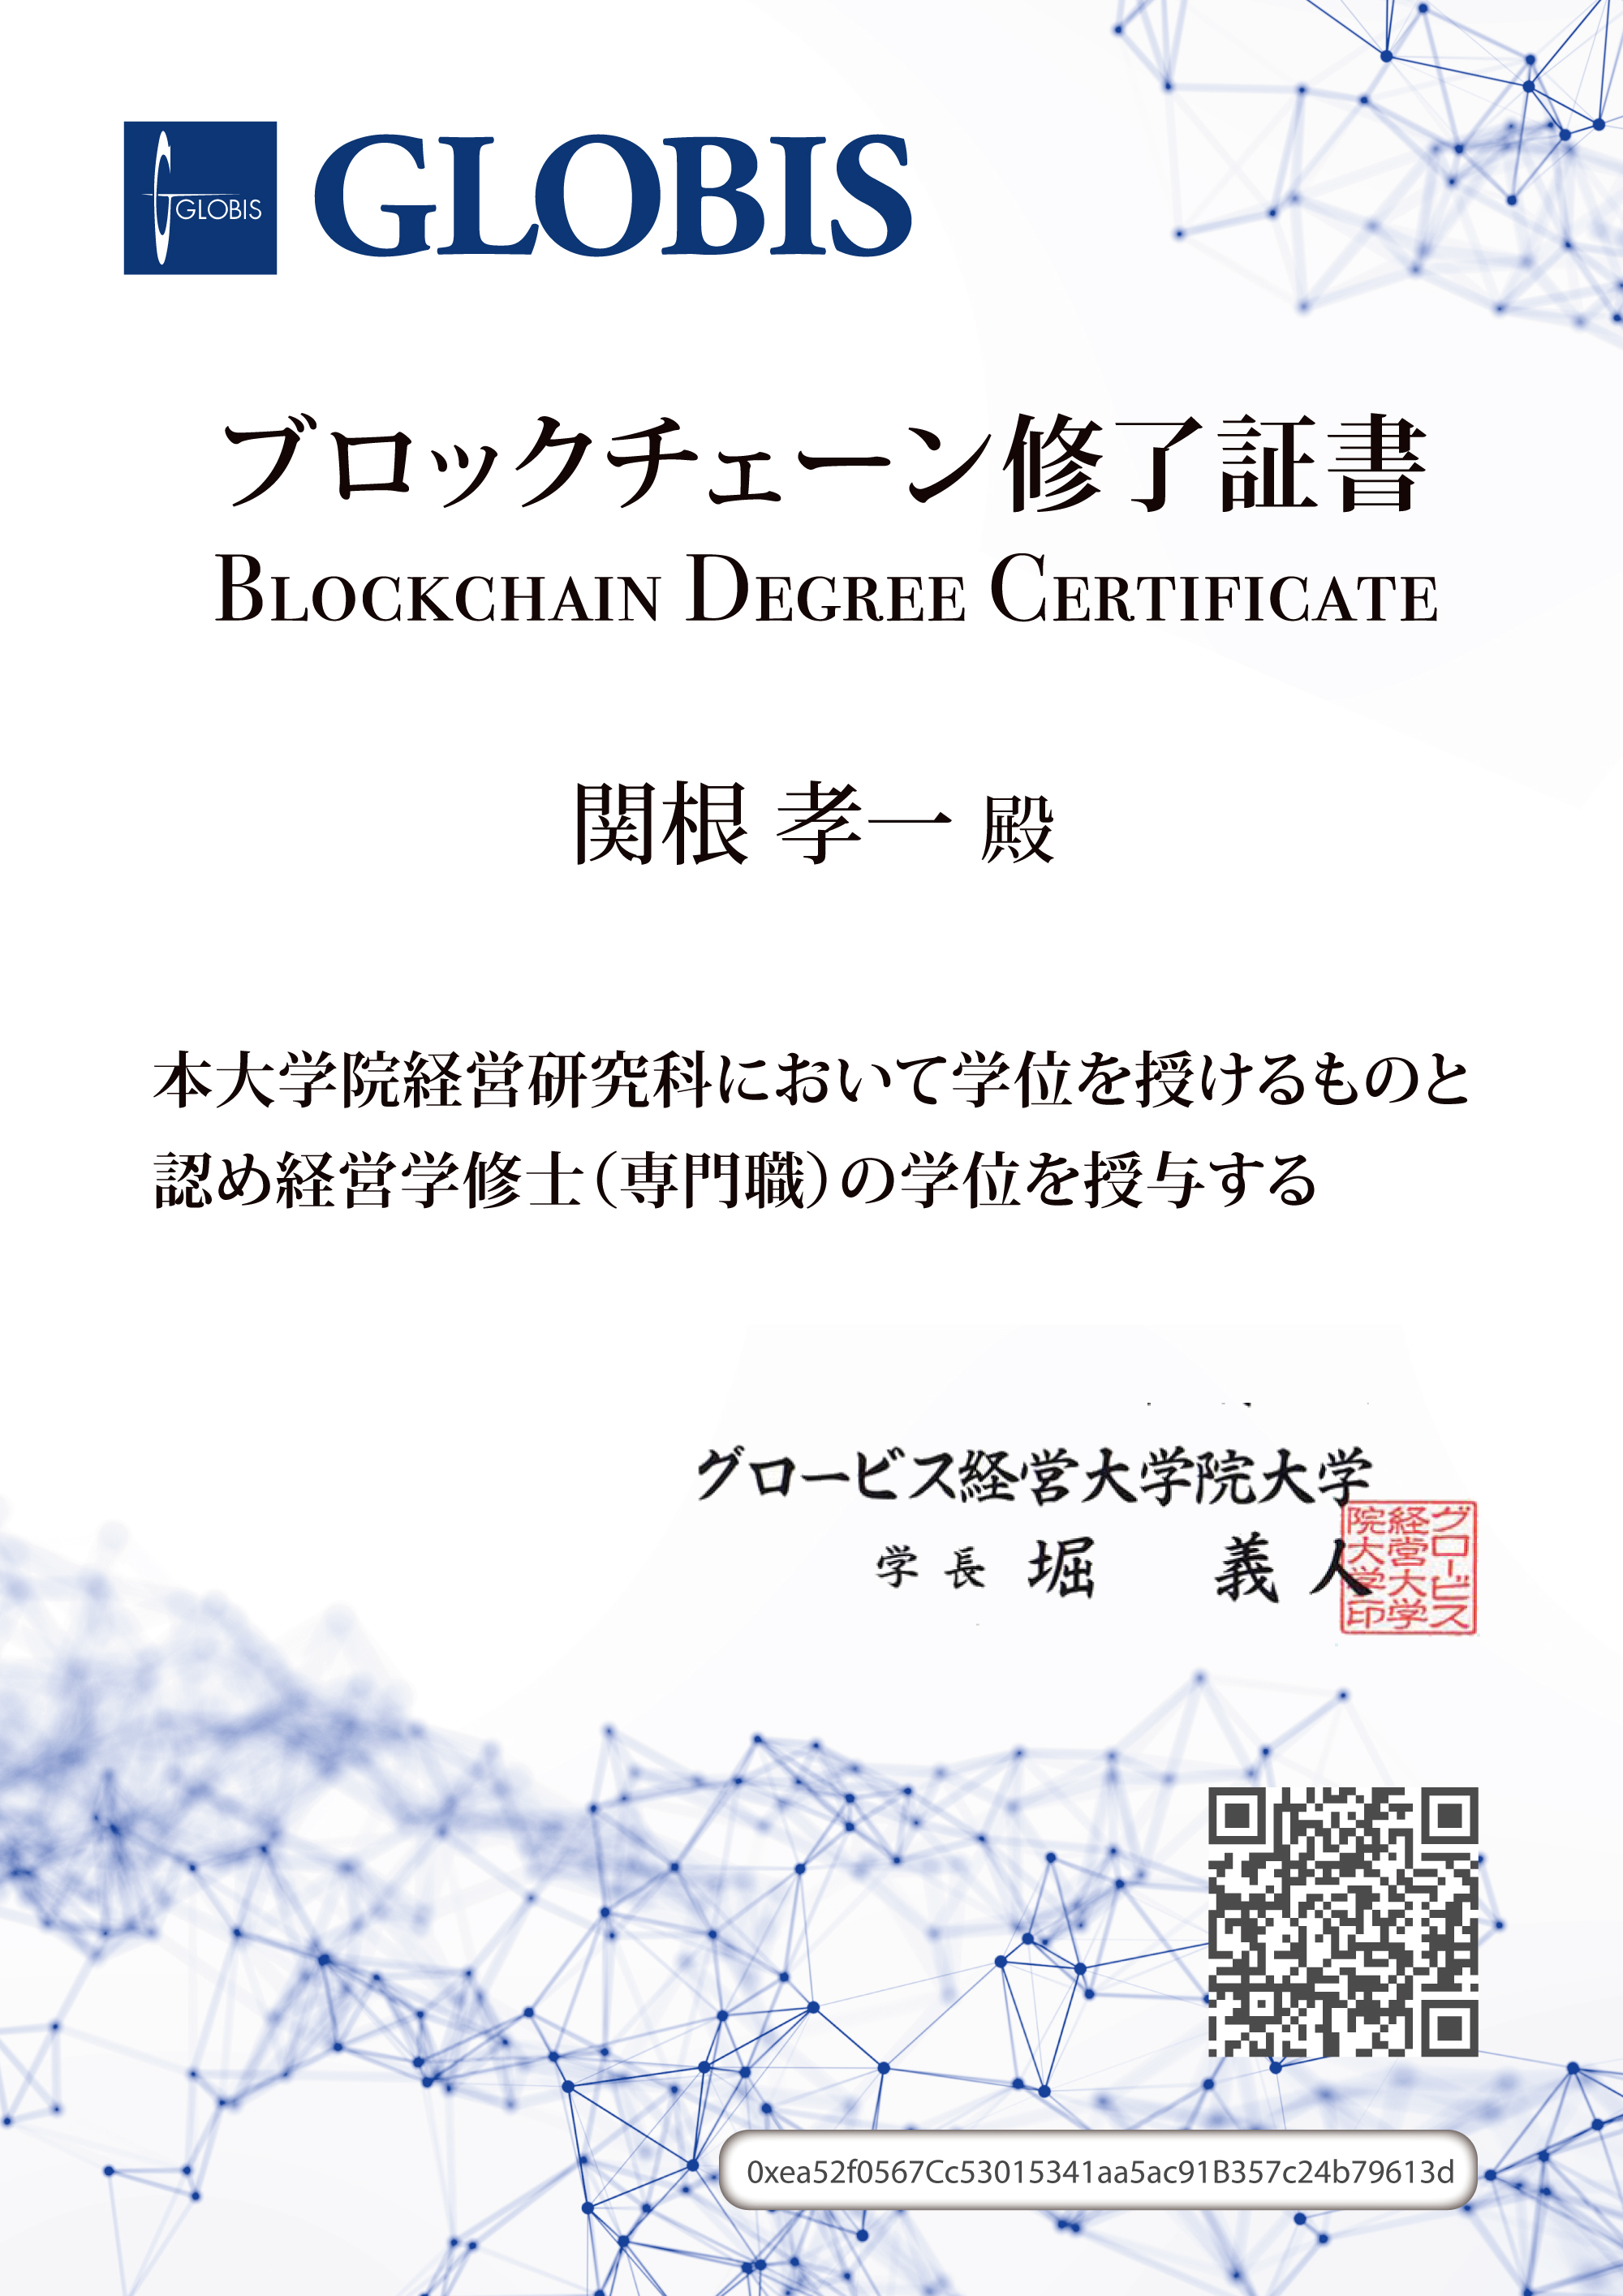 GLOBIS
GLOBIS
ブロックチェーン修了証書
BLOCKCHAIN DEGREE CERTIFICATE
関根 孝一 殿
本大学院経営研究科において学位を授けるものと
認め経営学修士（専門職）の学位を授与する
グロービス経営大学院大学
学長 堀 義人
グロービス
経営大学
院大学印
0xea52f0567Cc53015341aa5ac91B357c24b79613d